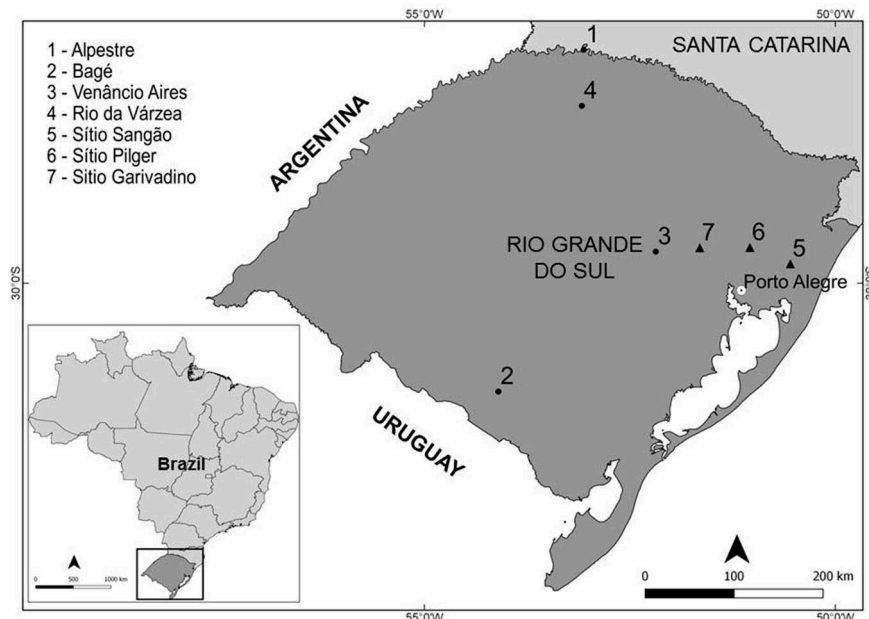 55°0'W
50°0'W
1 - Alpestre
2 - Bagé
3 - Venâncio Aires
4 - Rio da Várzea
5 - Sítio Sangão
6 - Sítio Pilger
7 - Sitio Garivadino
1
SANTA CATARINA
4
ARGENTINA
RIO GRANDE
DO SUL
3
7
6
5
Porto Alegre
30°0'S
2
URUGUAY
Brazil
0
500
1000 km
0
100
200 km
55°0'W
50°0'W